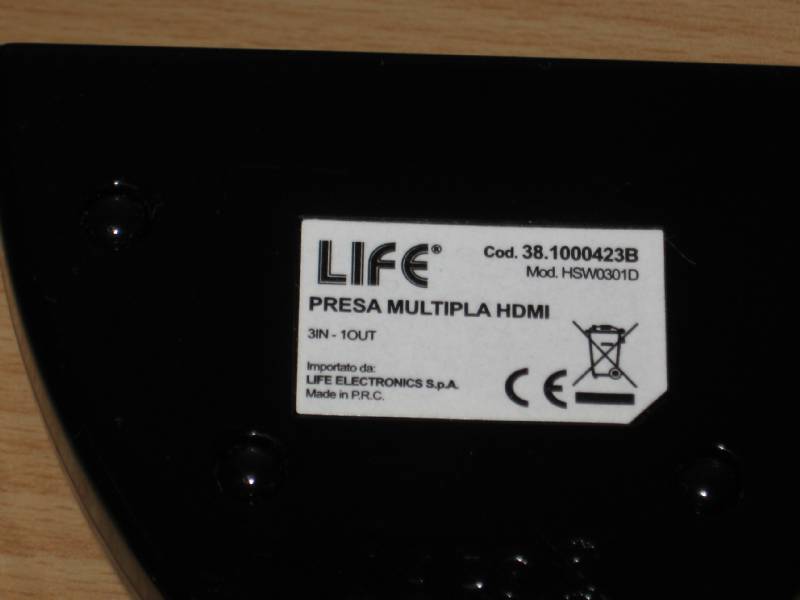 LIFE®
Cod. 38.1000423B
Mod. HSW0301D
PRESA MULTIPLA HDMI
3IN - 1OUT
Importato da:
LIFE ELECTRONICS S.p.A.
Made in P.R.C.
CE